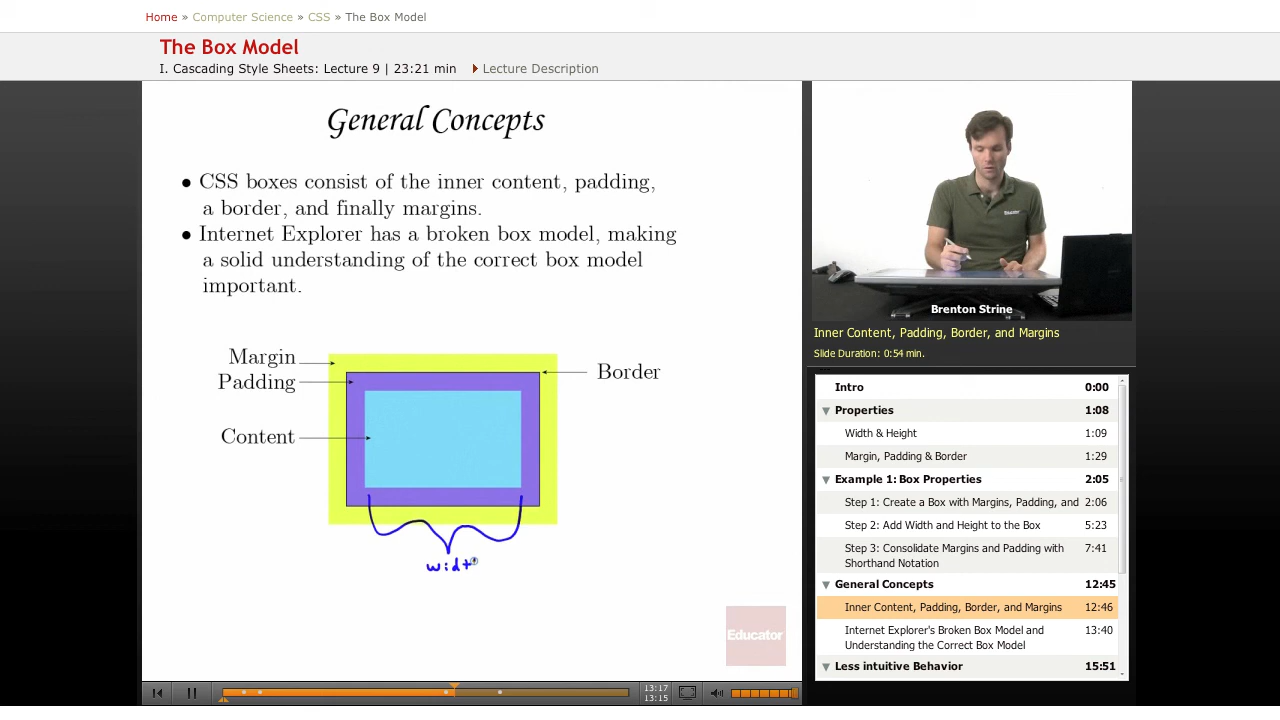 Home » Computer Science » CSS » The Box Model
The Box Model
I. Cascading Style Sheets: Lecture 9 | 23:21 min Lecture Description
General Concepts
• CSS boxes consist of the inner content, padding,
a border, and finally margins.
• Internet Explorer has a broken box model, making
a solid understanding of the correct box model
important.
Margin
Padding
Border
Content
widt
Educator
13:17
13:15
Educator
Brenton Strine
Inner Content, Padding, Border, and Margins
Slide Duration: 0:54 min.
Intro 0:00
Properties 1:08
Width & Height 1:09
Margin, Padding & Border 1:29
Example 1: Box Properties 2:05
Step 1: Create a Box with Margins, Padding, and 2:06
Step 2: Add Width and Height to the Box 5:23
Step 3: Consolidate Margins and Padding with 7:41
Shorthand Notation
General Concepts 12:45
Inner Content, Padding, Border, and Margins 12:46
Internet Explorer's Broken Box Model and 13:40
Understanding the Correct Box Model
Less intuitive Behavior 15:51